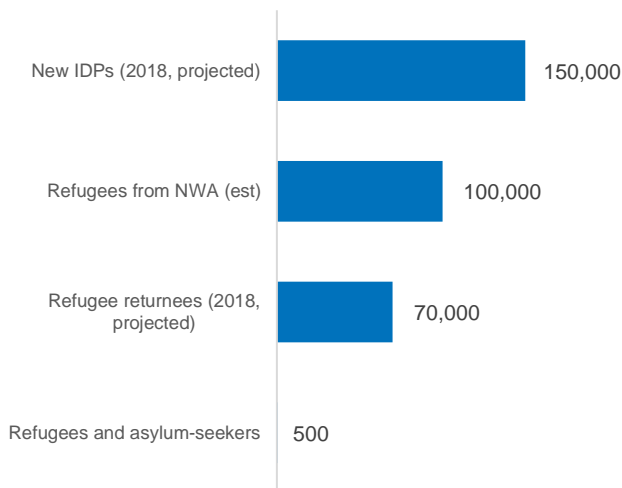 New IDPs (2018, projected)
150,000
Refugees from NWA (est)
100,000
Refugee returnees (2018,
projected)
70,000
Refugees and asylum-seekers
500